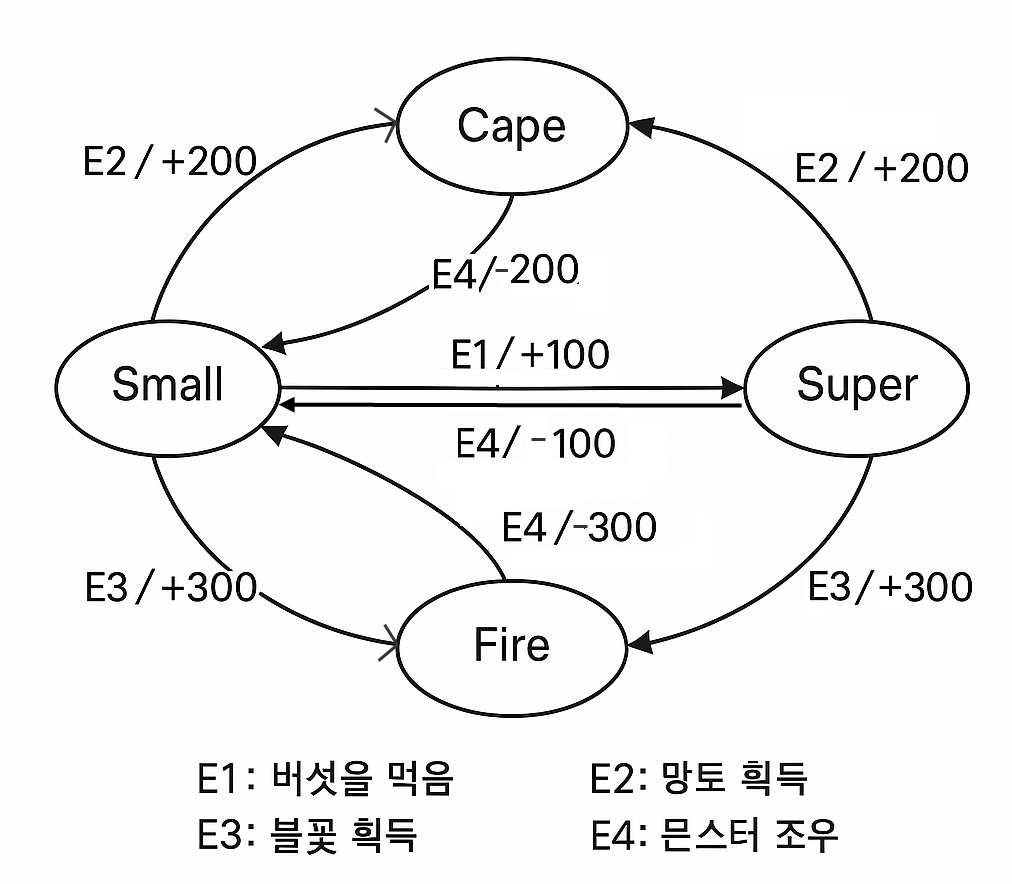 Cape
E2 / +200
E2 / +200
E4/-200
E1 / +100
Small
Super
E4/ -100
E4 /-300
E3 / +300
E3/+300
Fire
E1: 버섯을 먹음
E2: 망토 획득
E3: 블꽃 획득
E4: 믄스터 조우